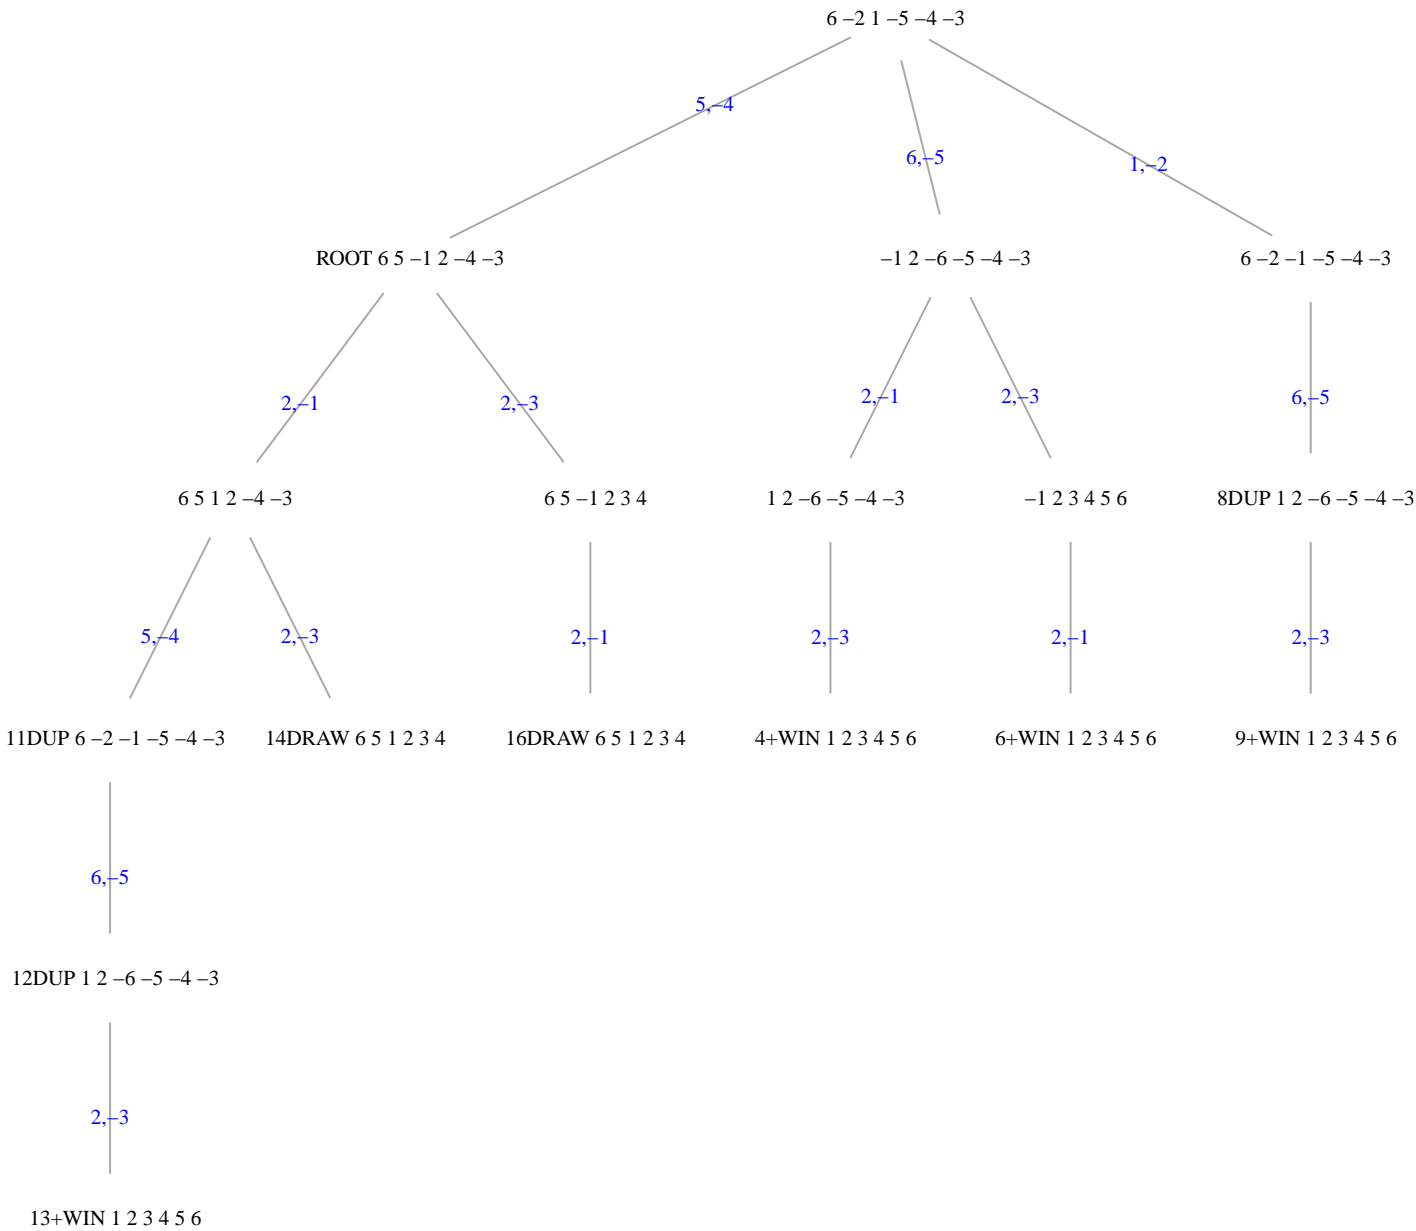 6 –2 1 –5 –4 –3
5,–4
6,–5
1,–2
ROOT 6 5 –1 2 –4 –3
–1 2 –6 –5 –4 –3
6 –2 –1 –5 –4 –3
2,–1
2,–3
2,–1
2,–3
6,–5
6 5 1 2 –4 –3
6 5 –1 2 3 4
1 2 –6 –5 –4 –3
–1 2 3 4 5 6
8DUP 1 2 –6 –5 –4 –3
5,–4
2,–3
2,–1
2,–3
2,–1
2,–3
11DUP 6 –2 –1 –5 –4 –3
14DRAW 6 5 1 2 3 4
16DRAW 6 5 1 2 3 4
4+WIN 1 2 3 4 5 6
6+WIN 1 2 3 4 5 6
9+WIN 1 2 3 4 5 6
6,–5
12DUP 1 2 –6 –5 –4 –3
2,–3
13+WIN 1 2 3 4 5 6